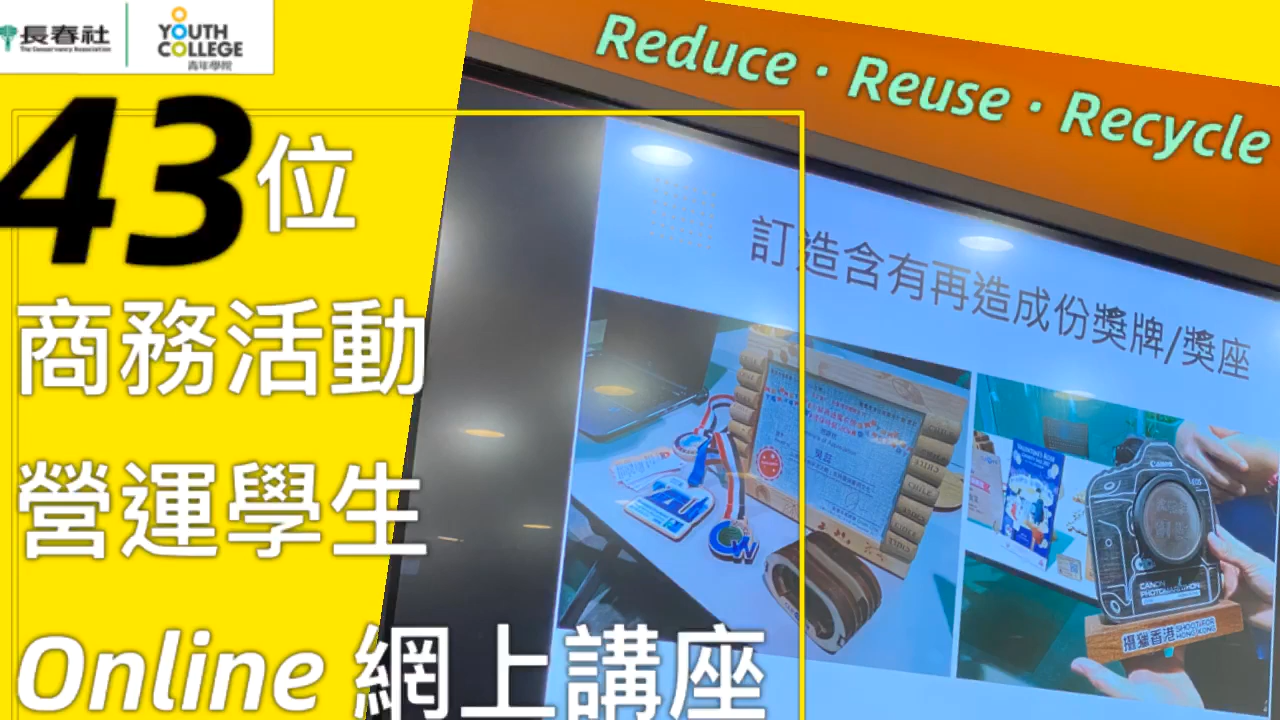 長春社
The Conservancy Association
YOUTH
COLLEGE
青年學院
Reduce · Reuse · Recycle
43位
商務活動
營運學生
Online 網上講座
訂造含有再造成份獎牌/獎座
Canon
EOS
CANON
攝獵香港
SHOOT FOR
HONG KONG